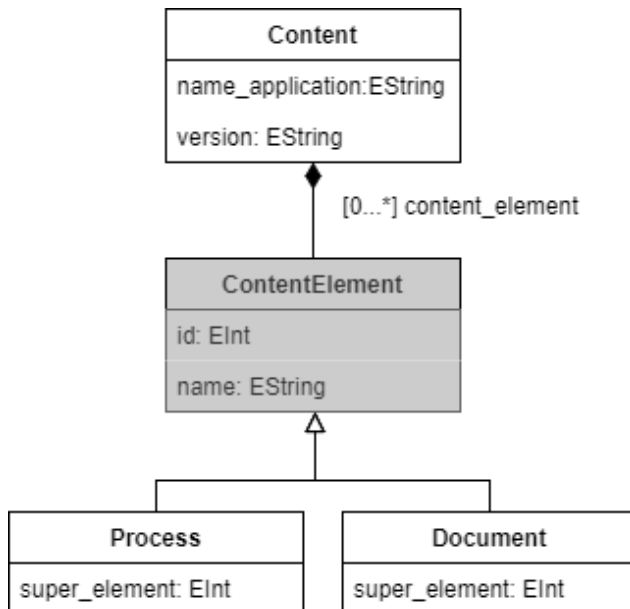 Content
name_application:EString
version: EString
[0...*] content_element
ContentElement
id: EInt
name: EString
Process
Document
super_element: EInt
super_element: EInt